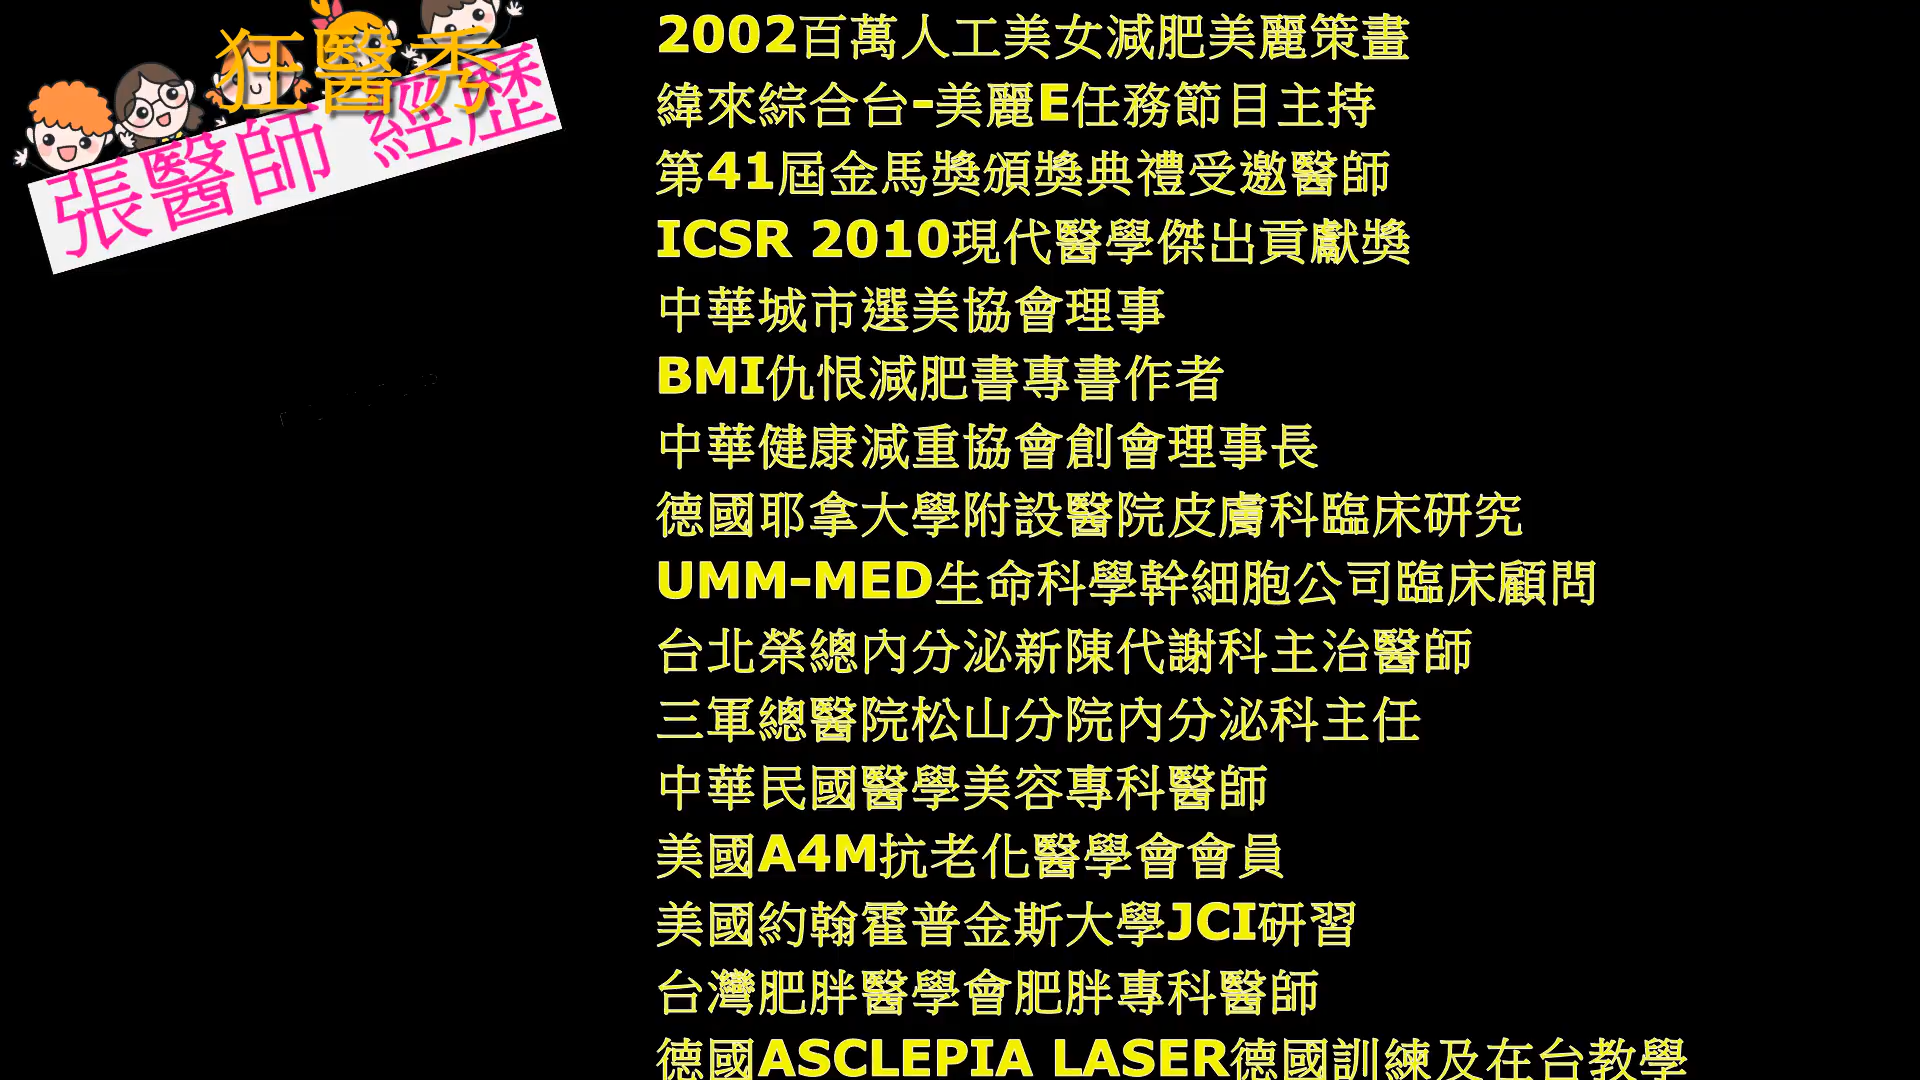 狂醫秀
張醫師 經歷
2002百萬人工美女減肥美麗策畫
緯來綜合台-美麗E任務節目主持
第41屆金馬獎頒獎典禮受邀醫師
ICSR 2010現代醫學傑出貢獻獎
中華城市選美協會理事
BMI仇恨減肥書專書作者
中華健康減重協會創會理事長
德國耶拿大學附設醫院皮膚科臨床研究
UMM-MED生命科學幹細胞公司臨床顧問
台北榮總內分泌新陳代謝科主治醫師
三軍總醫院松山分院內分泌科主任
中華民國醫學美容專科醫師
美國A4M抗老化醫學會會員
美國約翰霍普金斯大學JCI研習
台灣肥胖醫學會肥胖專科醫師
德國ASCLEPIA LASER德國訓練及在台教學